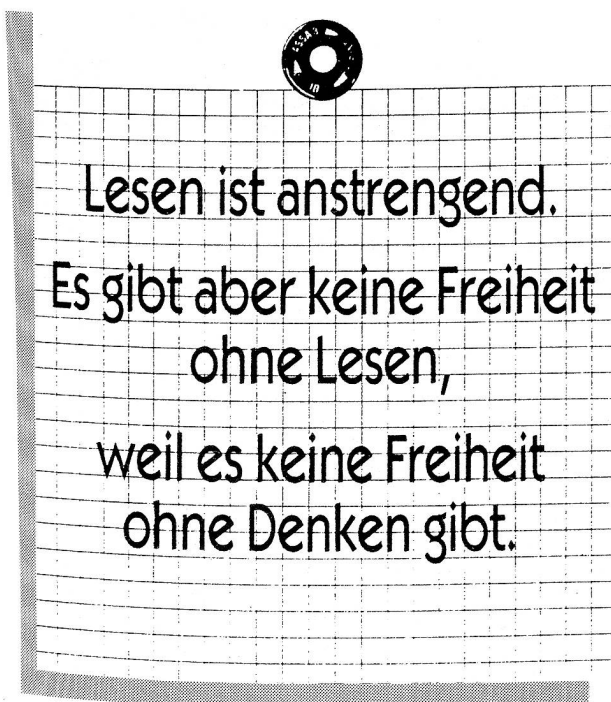 Lesen ist anstrengend.
Es gibt aber keine Freiheit
ohne Lesen,
weil es keine Freiheit
ohne Denken gibt.